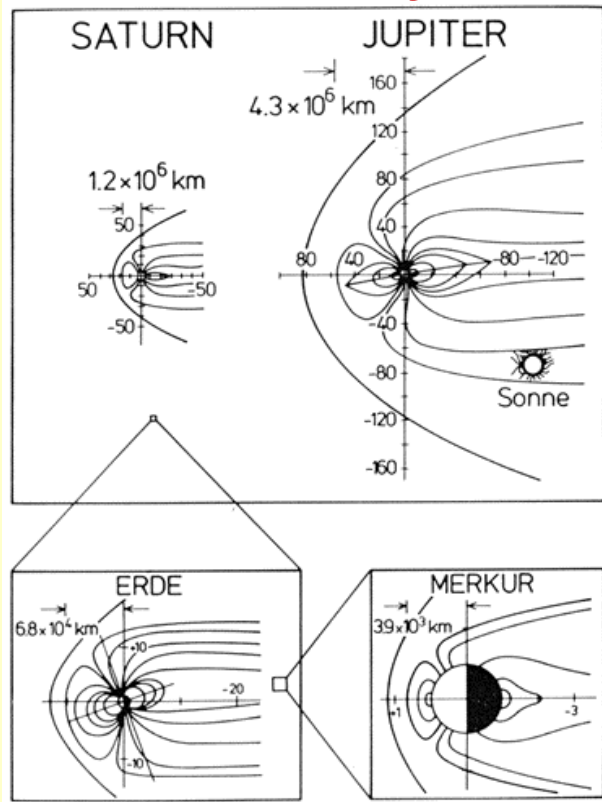 SATURN
JUPITER
4.3×10⁶ km
160
120
80
40
80
40
-80
-120
-40
-80
-120
-160
1.2×10⁶ km
50
50
-50
-50
Sonne
ERDE
6.8×10⁴ km
+10
-20
-10
MERKUR
3.9×10³ km
+1
-3